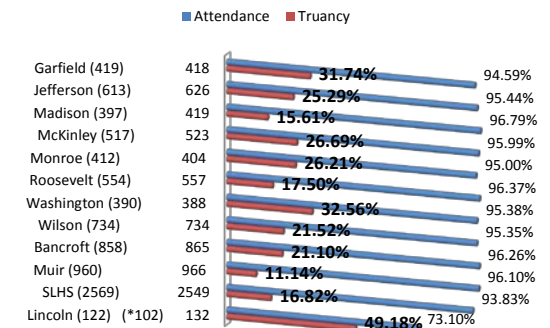 Attendance Truancy
Garfield (419) 418 31.74% 94.59%
Jefferson (613) 626 25.29% 95.44%
Madison (397) 419 15.61% 96.79%
McKinley (517) 523 26.69% 95.99%
Monroe (412) 404 26.21% 95.00%
Roosevelt (554) 557 17.50% 96.37%
Washington (390) 388 32.56% 95.38%
Wilson (734) 734 21.52% 95.35%
Bancroft (858) 865 21.10% 96.26%
Muir (960) 966 11.14% 96.10%
SLHS (2569) 2549 16.82% 93.83%
Lincoln (122) (*102) 132 49.18% 73.10%